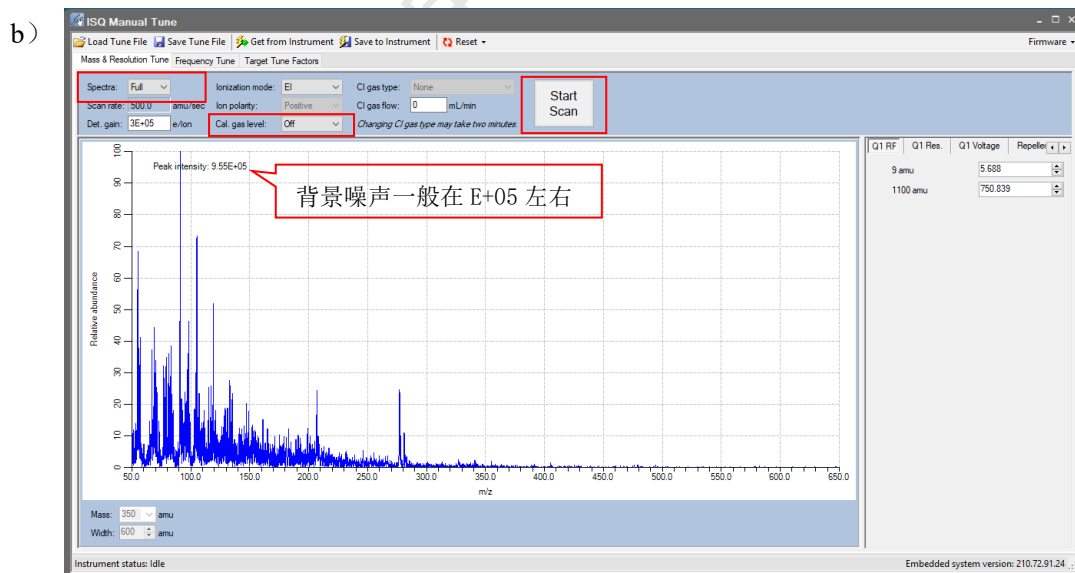 b）
ISQ Manual Tune
Load Tune File Save Tune File Get from Instrument Save to Instrument Reset Firmware
Mass & Resolution Tune Frequency Tune Target Tune Factors
Spectra: Full Ionization mode: EI CI gas type: None
Scan rate: 500.0 amu/sec Ion polarity: Positive CI gas flow: 0 mL/min
Det. gain: 3E+05 e/ion Cal. gas level: Off Changing CI gas type may take two minutes.
Start
Scan
Q1 RF Q1 Res. Q1 Voltage Repeller
9 amu 5.688
1100 amu 750.839
Peak intensity: 9.55E+05
背景噪声一般在 E+05 左右
Relative abundance
100
90
80
70
60
50
40
30
20
10
0
50.0 100.0 150.0 200.0 250.0 300.0 350.0 400.0 450.0 500.0 550.0 600.0 650.0
m/z
Mass: 350 amu
Width: 600 amu
Instrument status: Idle Embedded system version: 210.72.91.24